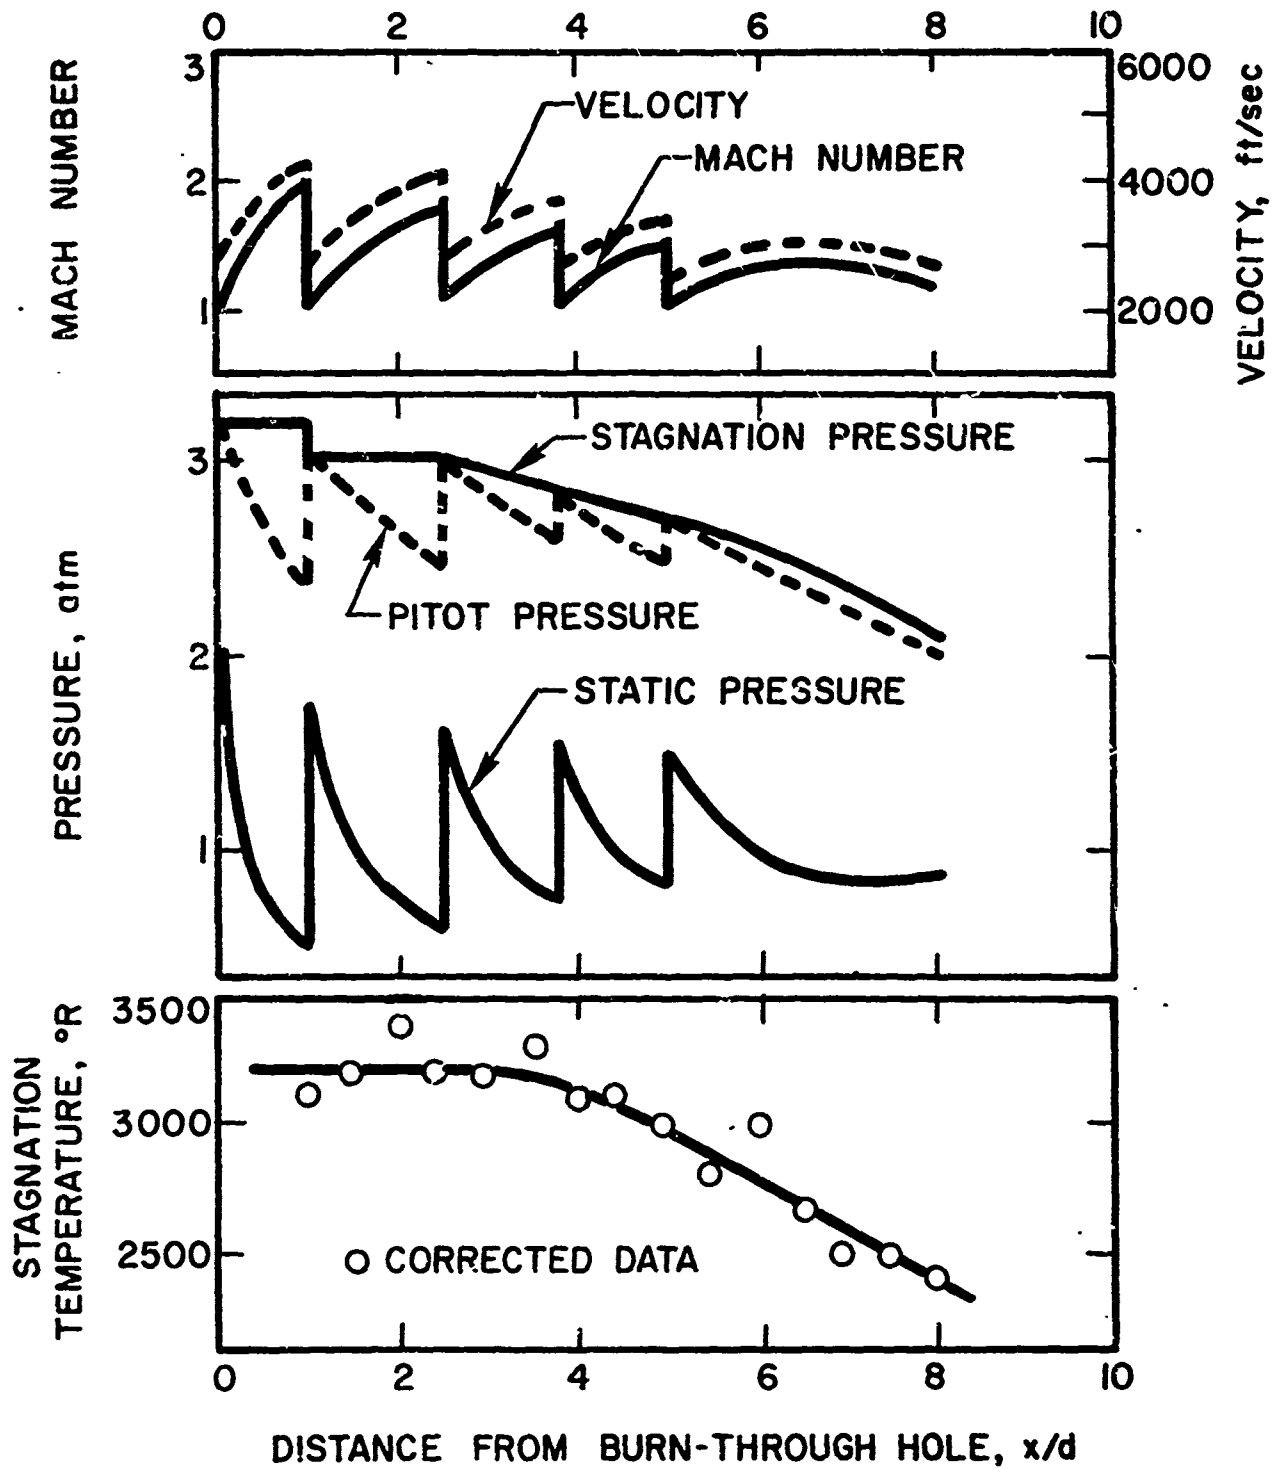 0 2 4 6 8 10
3 6000
VELOCITY
MACH NUMBER
2 4000
1 2000
MACH NUMBER
VELOCITY, ft/sec
STAGNATION PRESSURE
3
PITOT PRESSURE
2
STATIC PRESSURE
1
PRESSURE, atm
3500
3000
2500
CORRECTED DATA
STAGNATION
TEMPERATURE, °R
0 2 4 6 8 10
DISTANCE FROM BURN-THROUGH HOLE, x/d